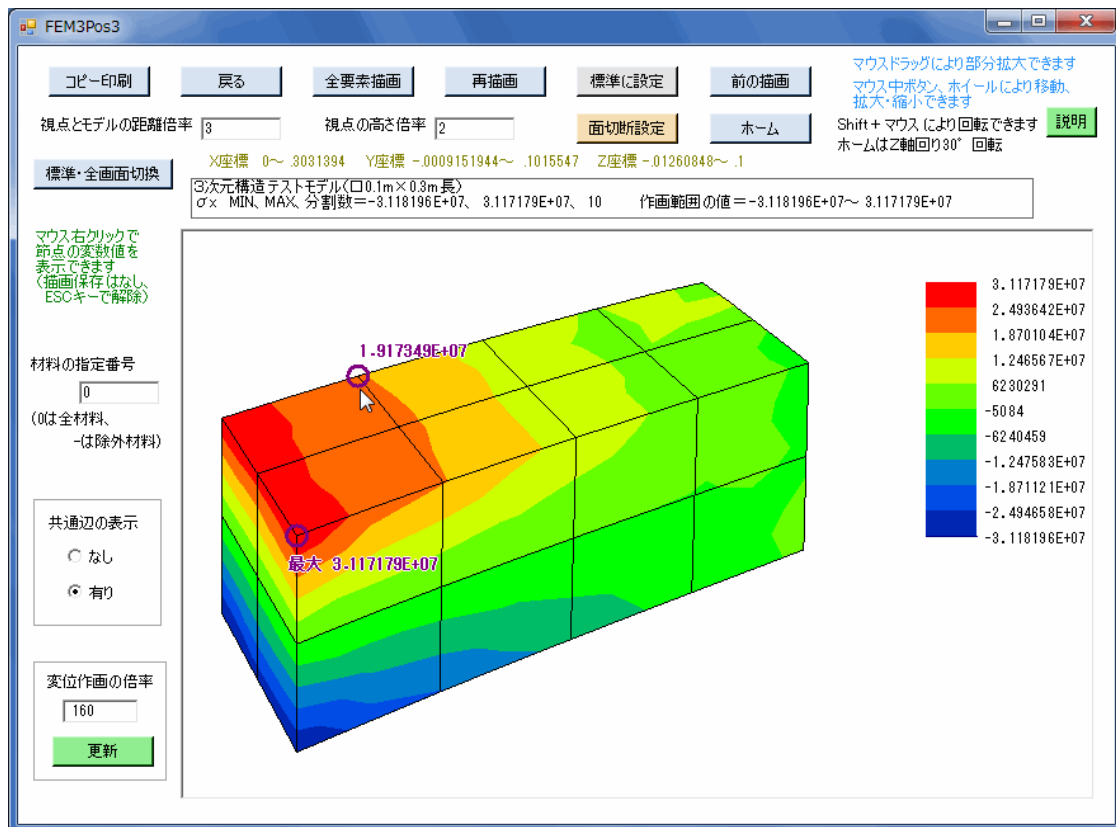 FEM3Pos3
コピー印刷
戻る
全要素描画
再描画
標準に設定
前の描画
マウスドラッグにより部分拡大できます
マウス中ボタン、ホイールにより移動、
拡大・縮小できます
視点とモデルの距離倍率 3
視点の高さ倍率 2
面切断設定
ホーム
Shift+マウスにより回転できます
説明
ホームはZ軸回り30° 回転
標準・全画面切換
X座標 0～ .3031394 Y座標 -.0009151944～ .1015547 Z座標 -.01260848～ .1
3次元構造テストモデル(口0.1m×0.3m長)
σx MIN、MAX、分割数=-3.118196E+07、 3.117179E+07、 10 作画範囲の値=-3.118196E+07～ 3.117179E+07
マウス右クリックで
節点の変数値を
表示できます
(描画保存はなし、
ESCキーで解除)
材料の指定番号
0
(0は全材料、
-は除外材料)
共通辺の表示
なし
有り
変位作画の倍率
160
更新
1.917349E+07
最大 3.117179E+07
3.117179E+07
2.493642E+07
1.870104E+07
1.246567E+07
6230291
-5084
-6240459
-1.247583E+07
-1.871121E+07
-2.494658E+07
-3.118196E+07